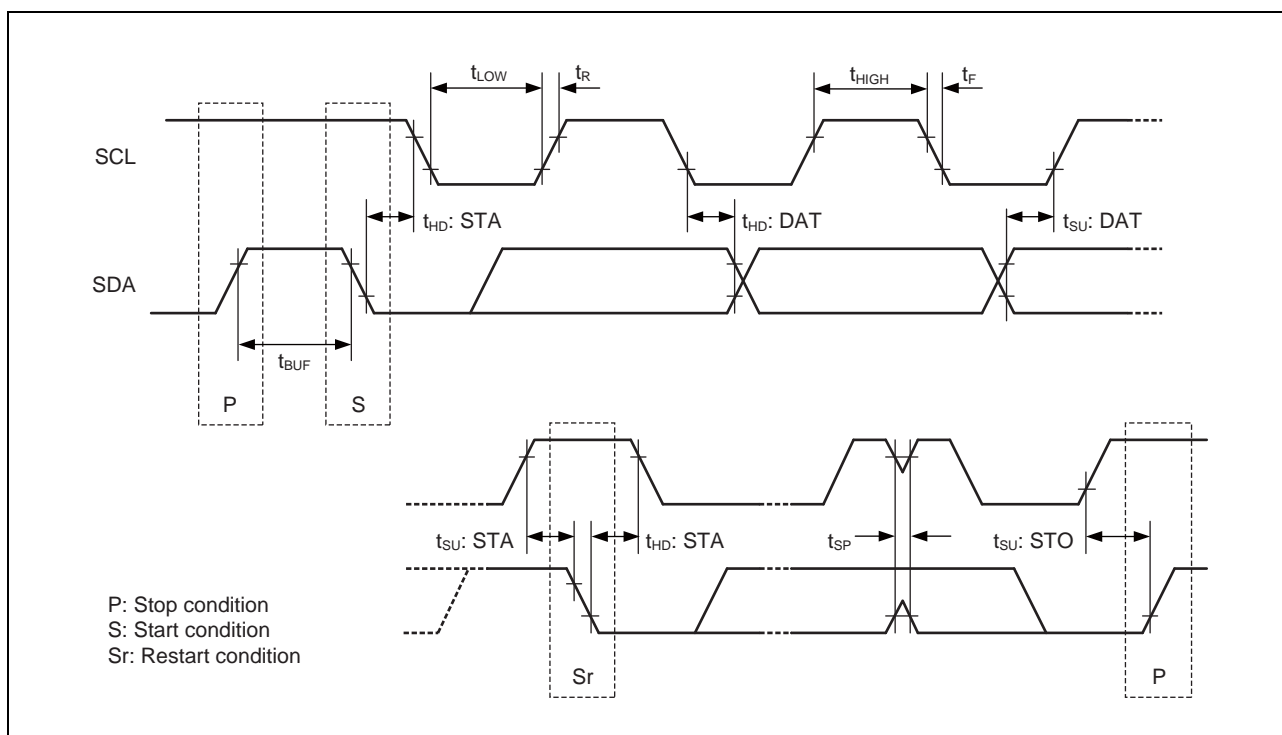 tLOW
tR
tHIGH
tF
SCL
tHD: STA
tHD: DAT
tSU: DAT
SDA
tBUF
P
S
tSU: STA
tHD: STA
tSP
tSU: STO
P: Stop condition
S: Start condition
Sr: Restart condition
Sr
P